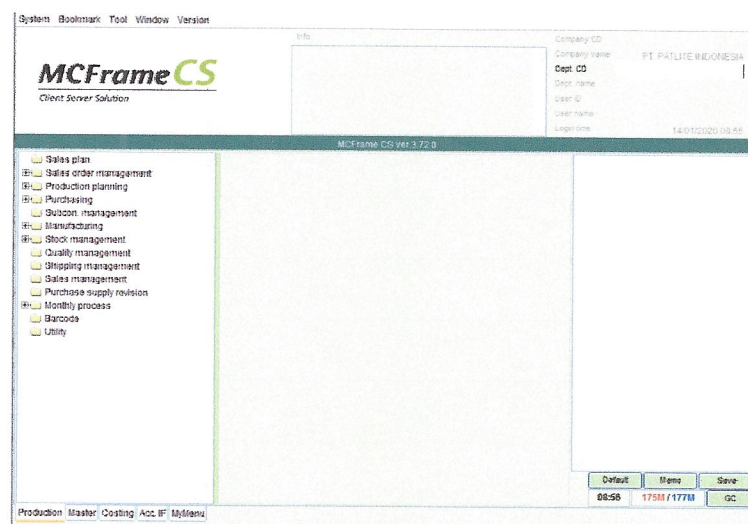 System Bookmark Tool Window Version
MCFrame CS
Client Server Solution
Info
Company CD
Company name PT. PATLITE INDONESIA
Dept. CD
Dept. name
User ID
User name
Login time 14/01/2020 08:55
MCFrame CS ver 3.72.0
Sales plan
Sales order management
Production planning
Purchasing
Subcon. management
Manufacturing
Stock management
Quality management
Shipping management
Sales management
Purchase supply revision
Monthly process
Barcode
Utility
Default Memo Save
08:56 175M / 177M GC
Production Master Costing Acc. IF MyMenu